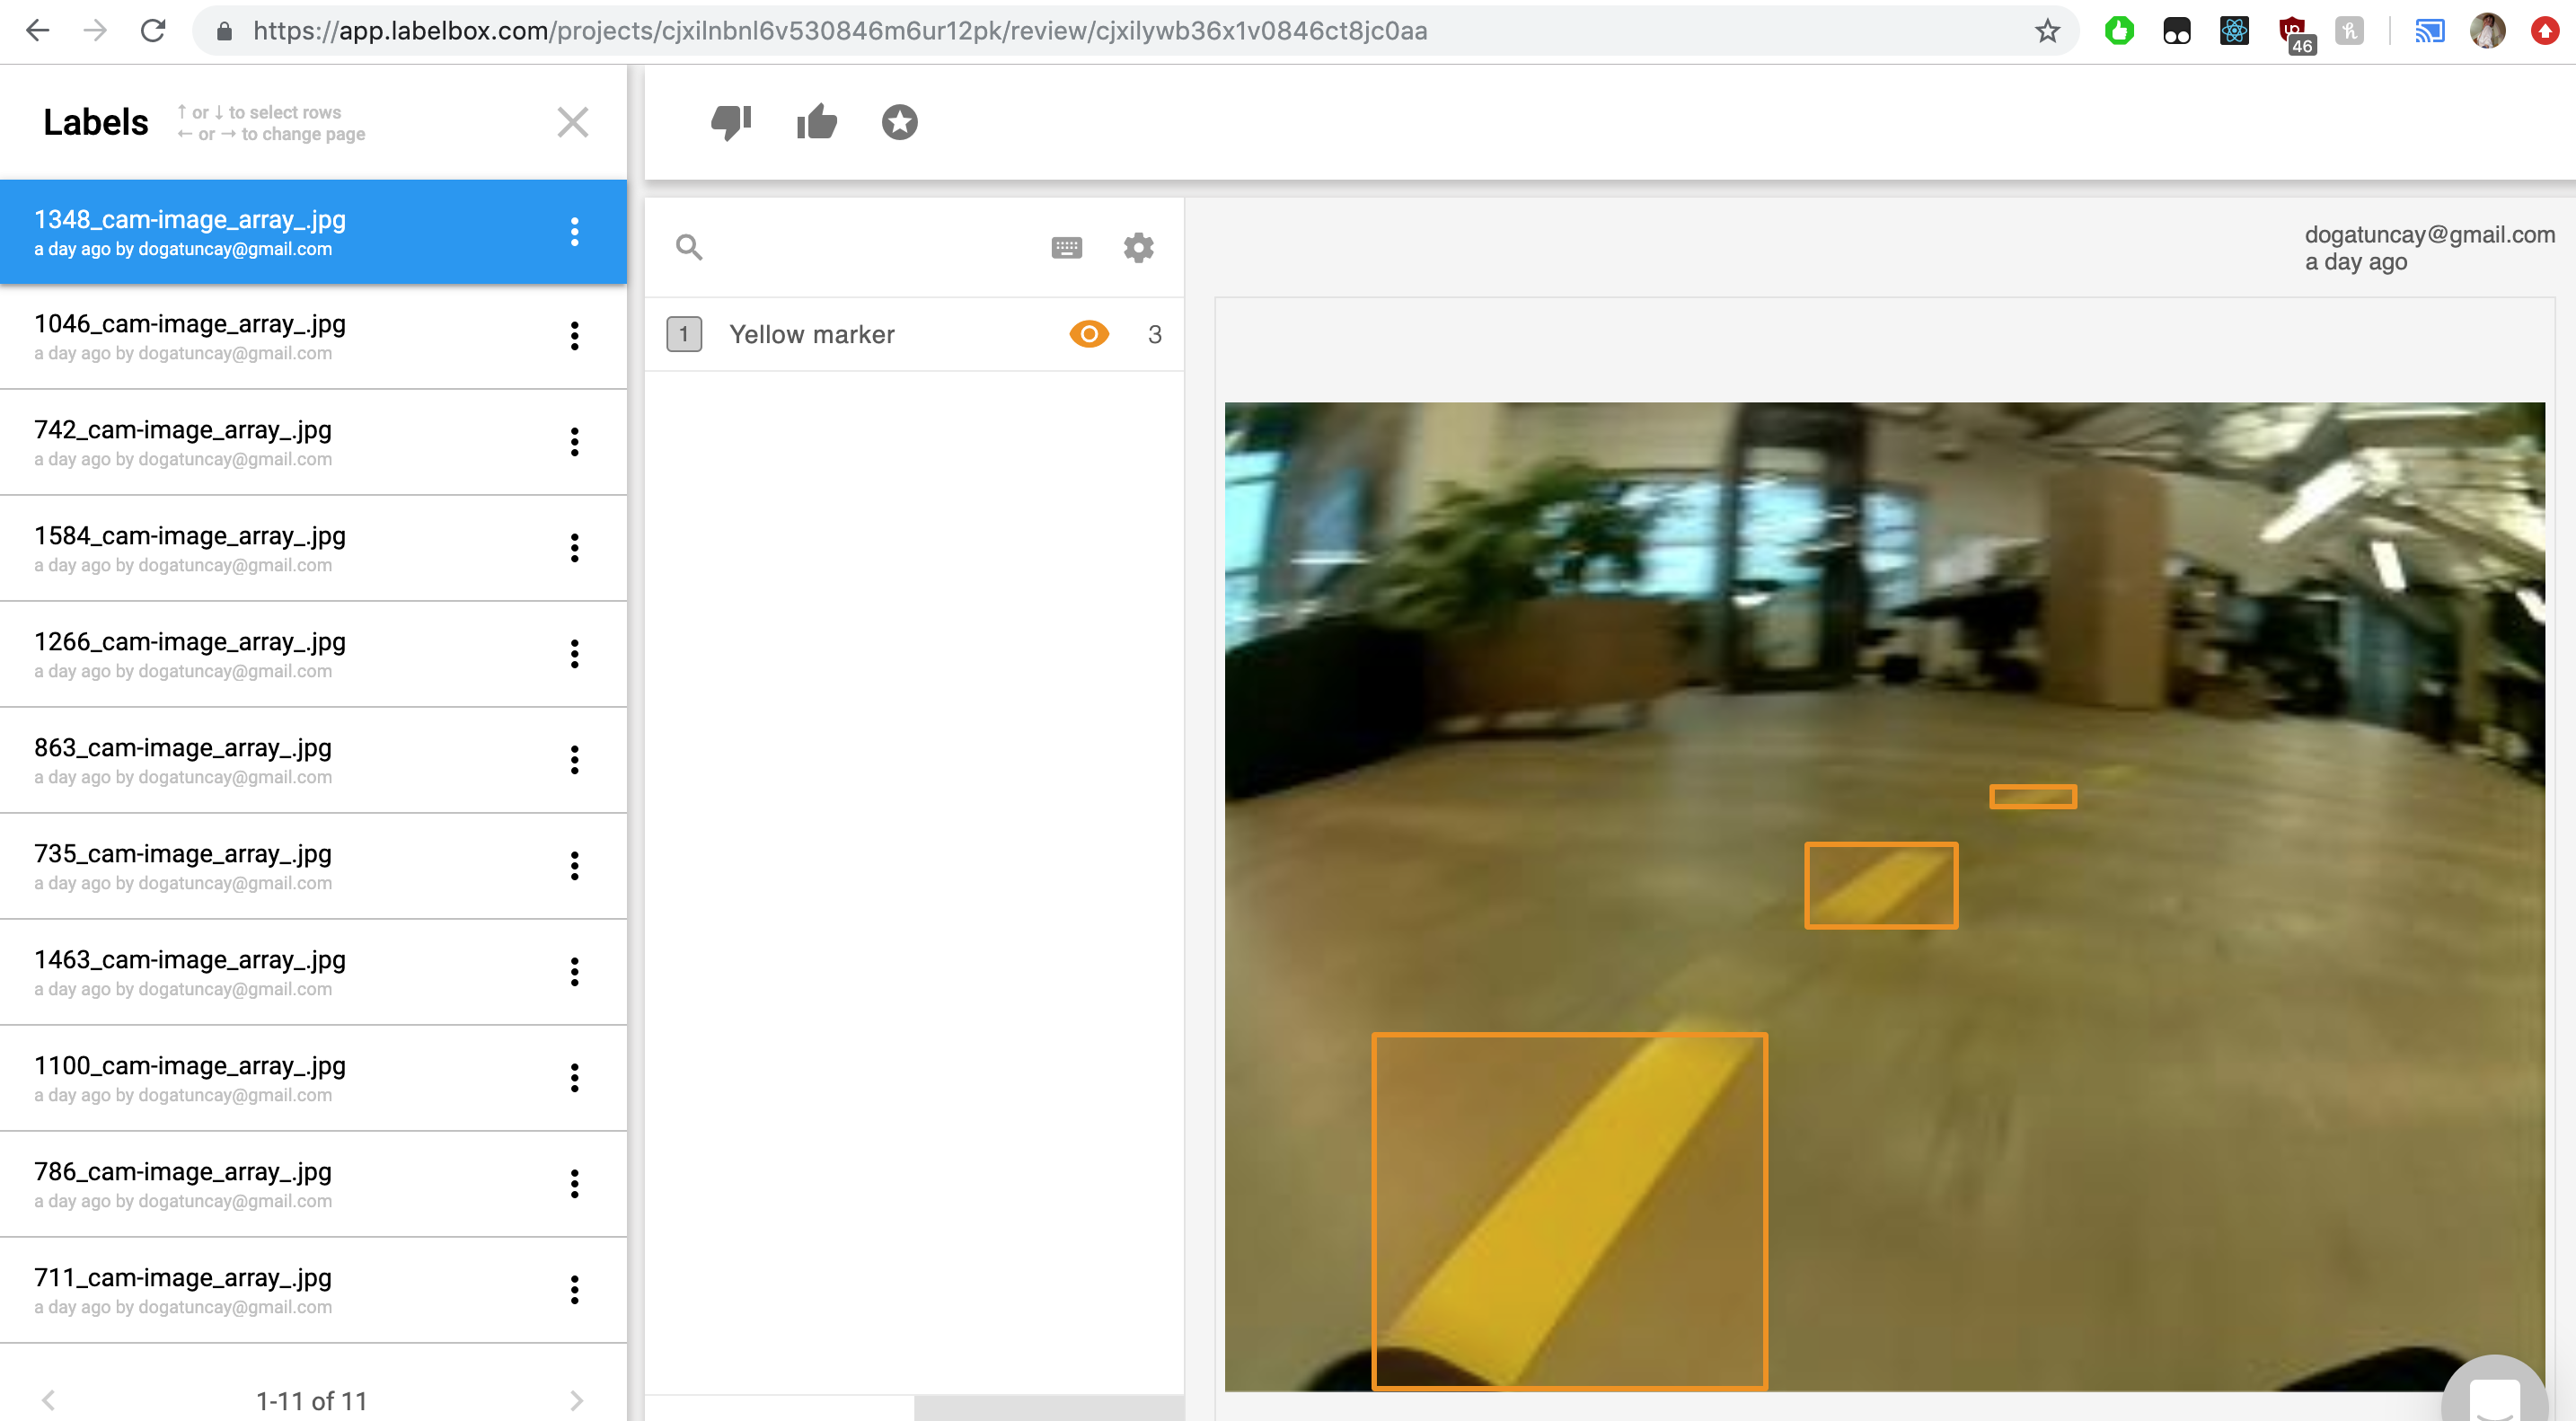 https://app.labelbox.com/projects/cjxilnbnl6v530846m6ur12pk/review/cjxilywb36x1v0846ct8jc0aa
46
Labels
↑ or ↓ to select rows
← or → to change page
1348_cam-image_array_.jpg
a day ago by dogatuncay@gmail.com
1046_cam-image_array_.jpg
a day ago by dogatuncay@gmail.com
742_cam-image_array_.jpg
a day ago by dogatuncay@gmail.com
1584_cam-image_array_.jpg
a day ago by dogatuncay@gmail.com
1266_cam-image_array_.jpg
a day ago by dogatuncay@gmail.com
863_cam-image_array_.jpg
a day ago by dogatuncay@gmail.com
735_cam-image_array_.jpg
a day ago by dogatuncay@gmail.com
1463_cam-image_array_.jpg
a day ago by dogatuncay@gmail.com
1100_cam-image_array_.jpg
a day ago by dogatuncay@gmail.com
786_cam-image_array_.jpg
a day ago by dogatuncay@gmail.com
711_cam-image_array_.jpg
a day ago by dogatuncay@gmail.com
1-11 of 11
1 Yellow marker 3
dogatuncay@gmail.com
a day ago